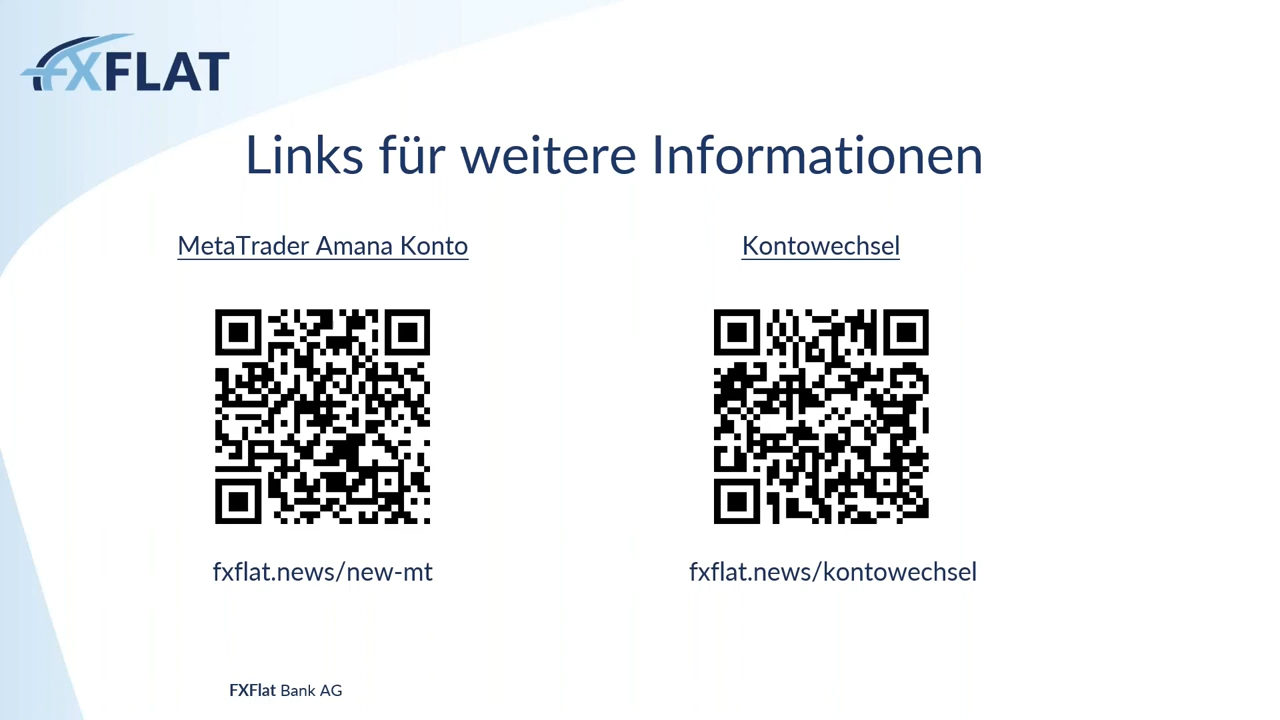 FXFLAT
Links für weitere Informationen
MetaTrader Amana Konto
Kontowechsel
fxflat.news/new-mt
fxflat.news/kontowechsel
FXFlat Bank AG